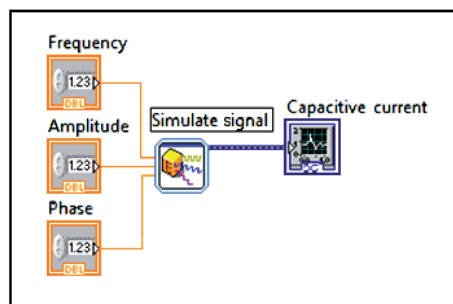 Frequency
1.23
DBL
Simulate signal
Capacitive current
Amplitude
1.23
DBL
Phase
1.23
DBL